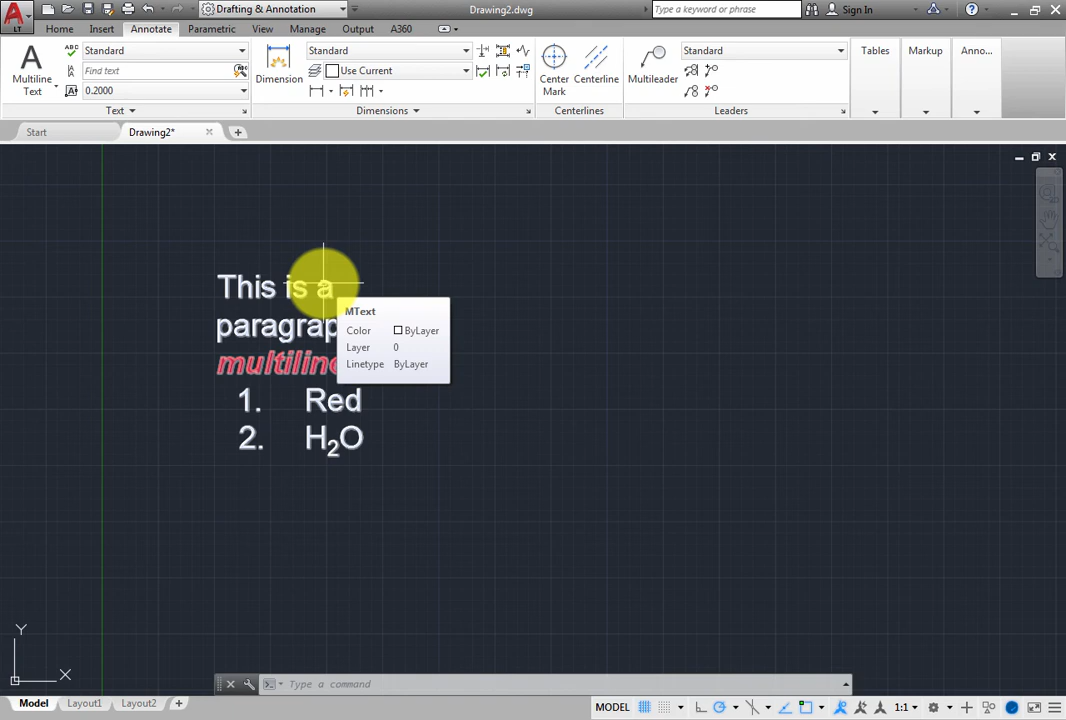 Drafting & Annotation
Drawing2.dwg
Type a keyword or phrase
Sign In
LT
Home
Insert
Annotate
Parametric
View
Manage
Output
A360
A
Multiline
Text
ABC
Standard
Find text
0.2000
Text
Dimension
Standard
Use Current
Dimensions
Center
Mark
Centerline
Centerlines
Multileader
Standard
Leaders
Tables
Markup
Anno...
Start
Drawing2*
This is a
paragrap
multiline
1. Red
2. H₂O
MText
Color ByLayer
Layer 0
Linetype ByLayer
Y
X
Type a command
Model
Layout1
Layout2
MODEL
1:1